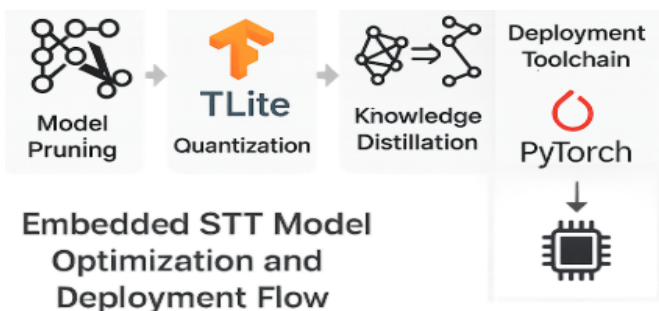 Model
Pruning
TLite
Quantization
Knowledge
Distillation
Deployment
Toolchain
PyTorch
Embedded STT Model
Optimization and
Deployment Flow